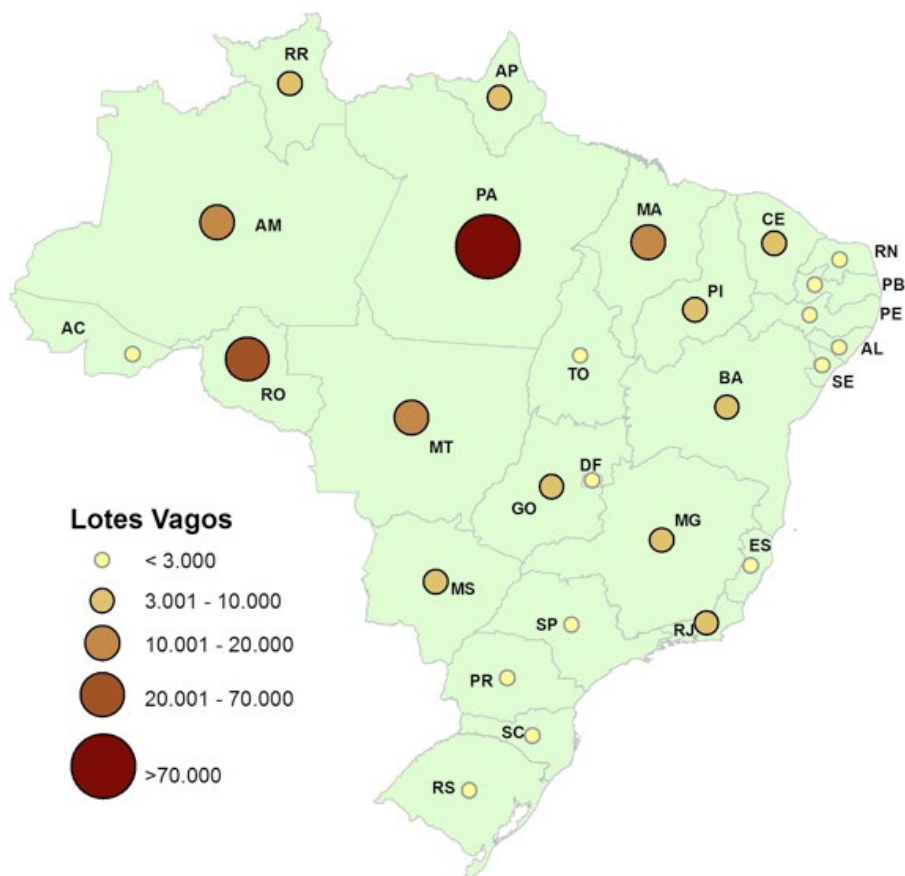 RR
AP
PA
MA
CE
RN
AM
PB
PI
PE
AC
AL
TO
SE
BA
RO
MT
DF
GO
MG
Lotes Vagos
ES
< 3.000
MS
3.001 - 10.000
SP
RJ
10.001 - 20.000
PR
20.001 - 70.000
SC
>70.000
RS